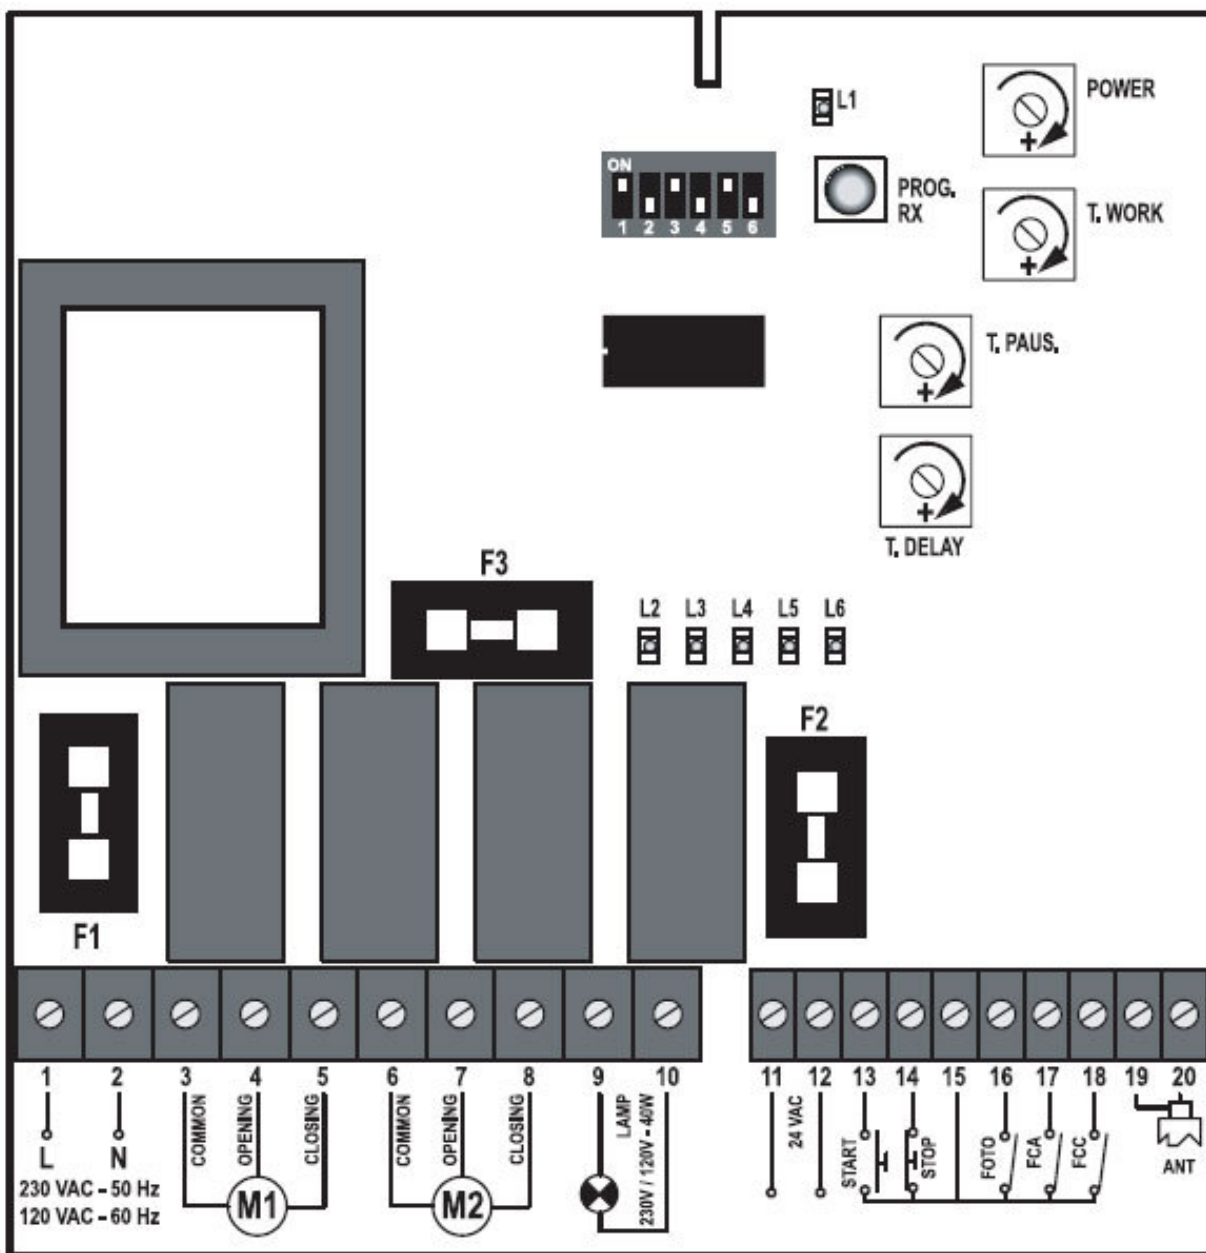 L1
POWER
ON
1 2 3 4 5 6
PROG.
RX
+
T. WORK
+
T. PAUS.
+
T. DELAY
+
F3
L2 L3 L4 L5 L6
F2
F1
1 2 3 4 5 6 7 8 9 10 11 12 13 14 15 16 17 18 19 20
L N
230 VAC - 50 Hz
120 VAC - 60 Hz
COMMON
OPENING
CLOSING
M1
COMMON
OPENING
CLOSING
M2
LAMP
230V / 120V - 40W
24 VAC
START
STOP
FOTO
FCA
FCC
ANT